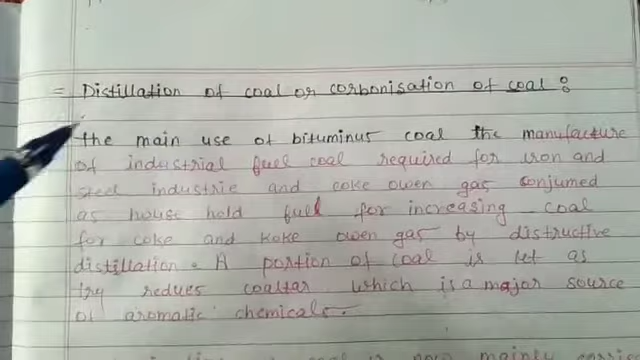 = Distillation of coal or corbonisation of coal :
the main use of bituminus coal the manufacture
of industrial fuel coal required for iron and
steel industrie and coke owen gas conjumed
as house hold fuel for increasing coal
for coke and koke owen gas by distructive
distillation. A portion of coal is let as
try reduces coaltar which is a major source
of aromatic chemicals.